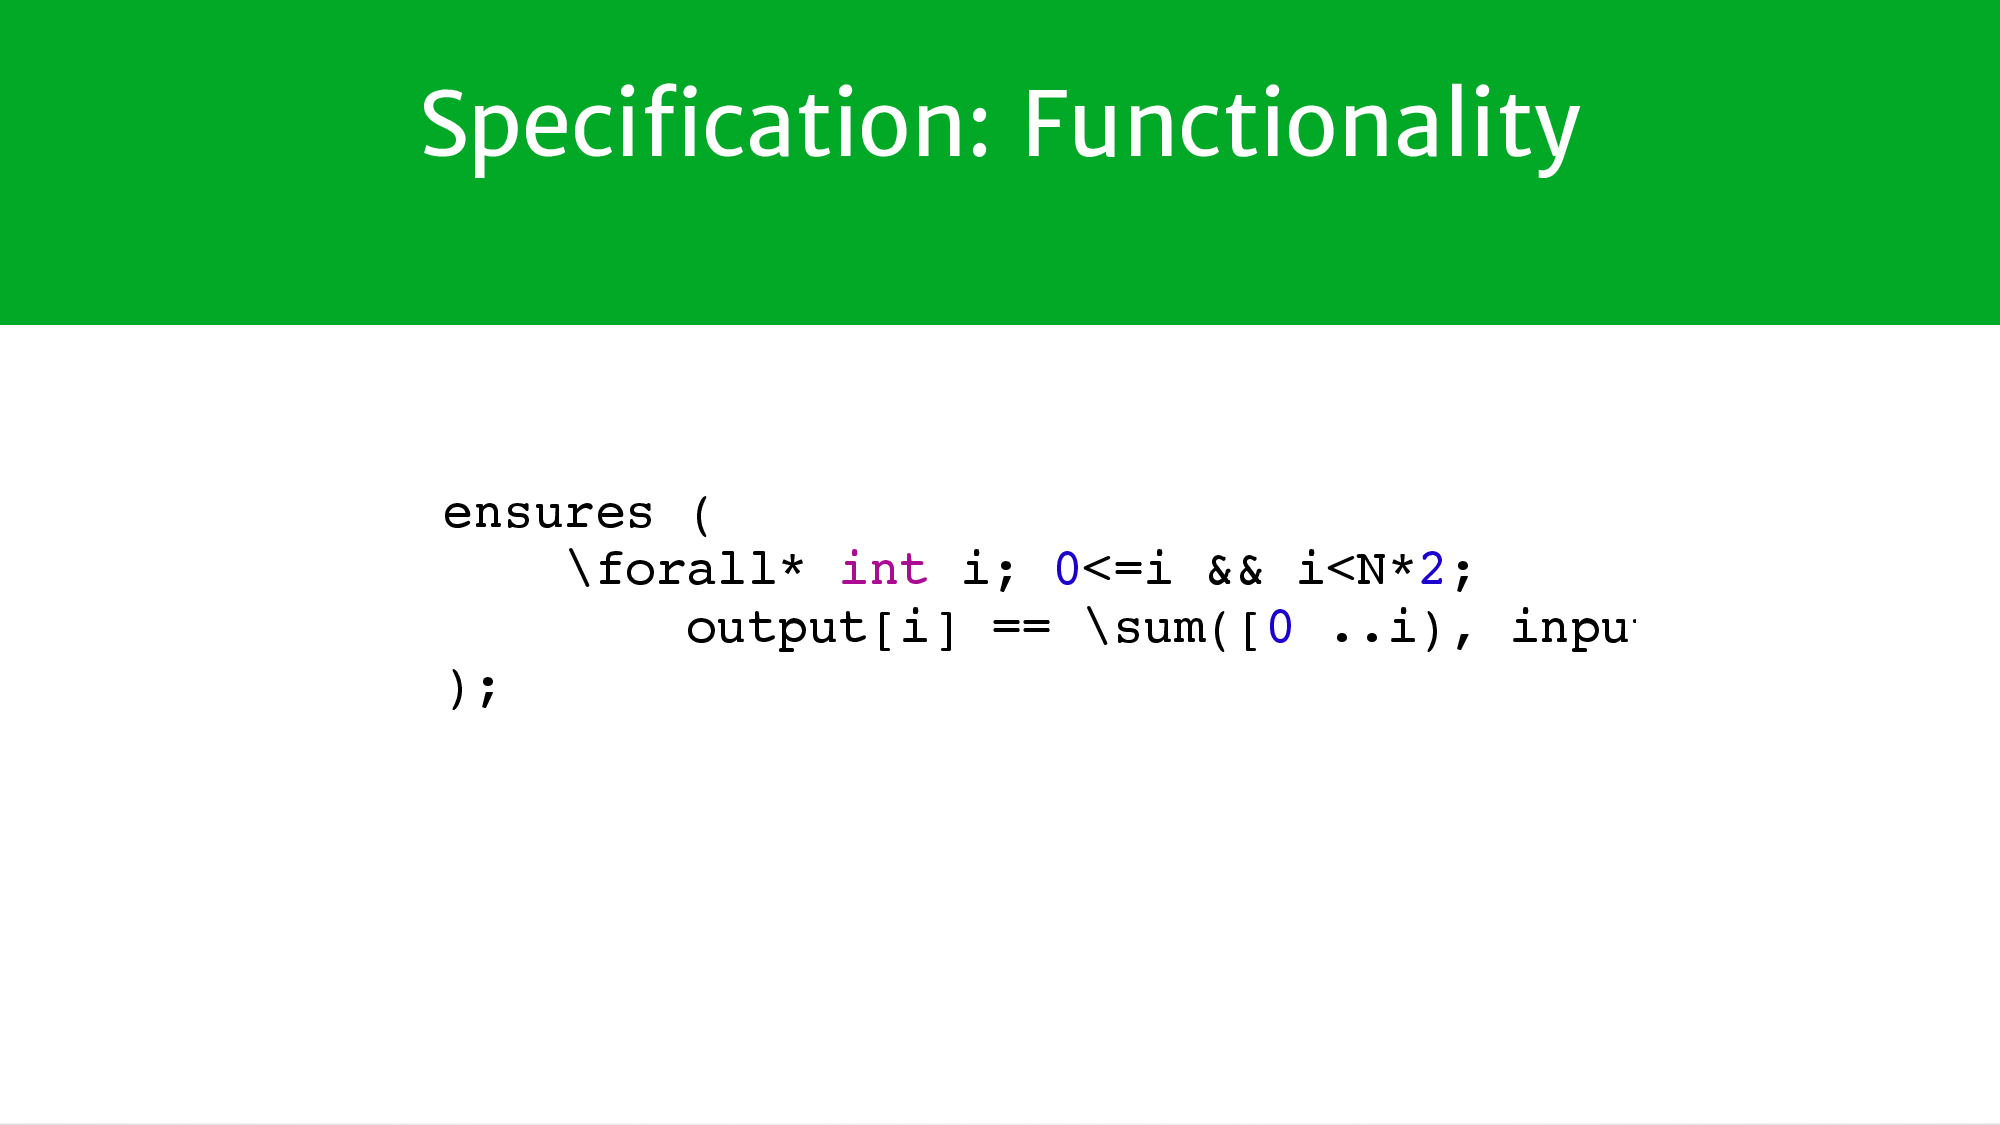 Specification: Functionality
ensures (
\forall* int i; 0<=i && i<N*2;
output[i] == \sum([0 ..i), inpu
);